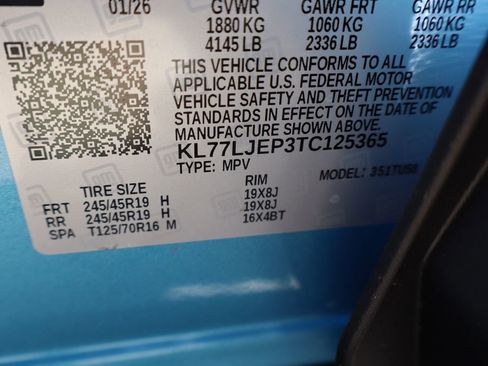 01/26 GVWR GAWR FRT GAWR RR
1880 KG 1060 KG 1060 KG
4145 LB 2336 LB 2336 LB
THIS VEHICLE CONFORMS TO ALL
APPLICABLE U.S. FEDERAL MOTOR
VEHICLE SAFETY AND THEFT PREVENTION
STANDARDS IN EFFECT ON THE DATE OF
MANUFACTURE SHOWN ABOVE.
KL77LJEP3TC125365
TYPE: MPV MODEL: 351TU58
TIRE SIZE RIM
FRT 245/45R19 H 19X8J
RR 245/45R19 H 19X8J
SPA T125/70R16 M 16X4BT